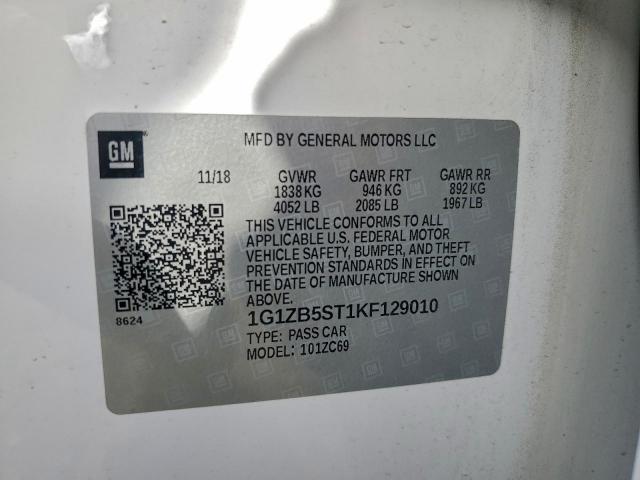 GM
MFD BY GENERAL MOTORS LLC
11/18 GVWR GAWR FRT GAWR RR
1838 KG 946 KG 892 KG
4052 LB 2085 LB 1967 LB
THIS VEHICLE CONFORMS TO ALL
APPLICABLE U.S. FEDERAL MOTOR
VEHICLE SAFETY, BUMPER, AND THEFT
PREVENTION STANDARDS IN EFFECT ON
THE DATE OF MANUFACTURE SHOWN
ABOVE.
8624
1G1ZB5ST1KF129010
TYPE: PASS CAR
MODEL: 101ZC69